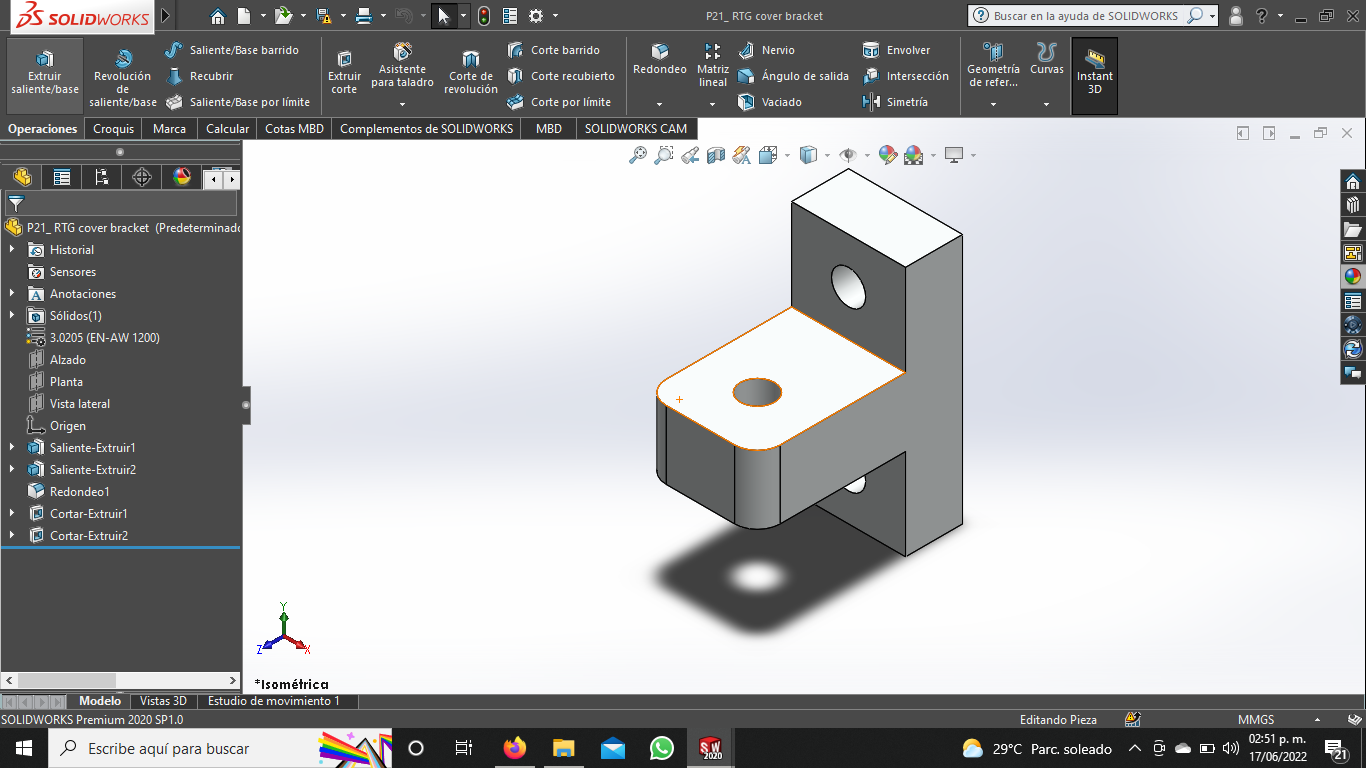 SOLIDWORKS
P21_ RTG cover bracket
Buscar en la ayuda de SOLIDWORKS
?
Extruir saliente/base
Revolución de saliente/base
Saliente/Base barrido
Recubrir
Saliente/Base por límite
Extruir corte
Asistente para taladro
Corte de revolución
Corte barrido
Corte recubierto
Corte por límite
Redondeo
Matriz lineal
Nervio
Ángulo de salida
Vaciado
Envolver
Intersección
Simetría
Geometría de refer...
Curvas
Instant 3D
Operaciones
Croquis
Marca
Calcular
Cotas MBD
Complementos de SOLIDWORKS
MBD
SOLIDWORKS CAM
P21_ RTG cover bracket (Predeterminado
Historial
Sensores
Anotaciones
Sólidos(1)
3.0205 (EN-AW 1200)
Alzado
Planta
Vista lateral
Origen
Saliente-Extruir1
Saliente-Extruir2
Redondeo1
Cortar-Extruir1
Cortar-Extruir2
Y
Z
X
*Isométrica
Modelo
Vistas 3D
Estudio de movimiento 1
SOLIDWORKS Premium 2020 SP1.0
Editando Pieza
MMGS
Escribe aquí para buscar
SW 2020
29°C Parc. soleado
02:51 p. m.
17/06/2022
21